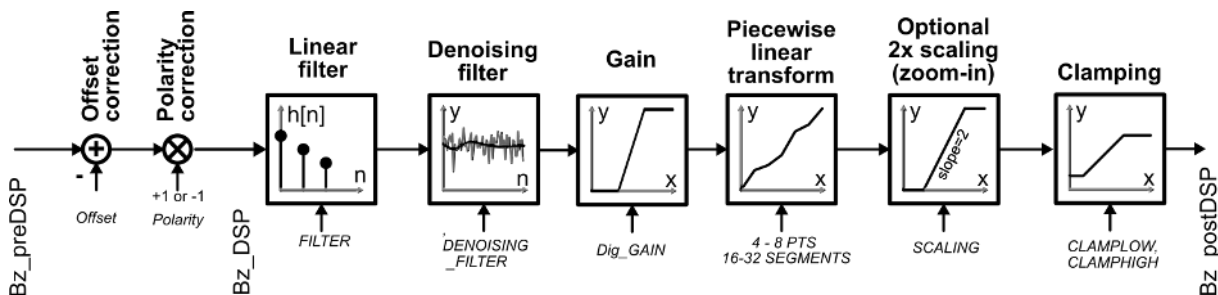 Offset
correction
Polarity
correction
Linear
filter
Denoising
filter
Gain
Piecewise
linear
transform
Optional
2x scaling
(zoom-in)
Clamping
h[n]
n
y
n
y
x
y
x
y
slope=2
x
y
x
+
-
Offset
+1 or -1
Polarity
FILTER
DENOISING
_FILTER
Dig_GAIN
4 - 8 PTS
16-32 SEGMENTS
SCALING
CLAMPLOW,
CLAMPHIGH
Bz_preDSP
Bz_DSP
Bz_postDSP